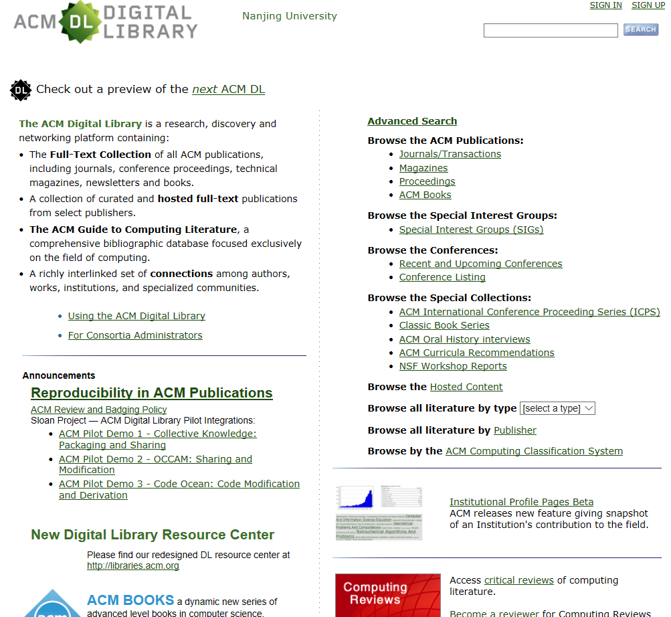 ACM DL DIGITAL LIBRARY
Nanjing University
SIGN IN SIGN UP
SEARCH
DL Check out a preview of the next ACM DL
The ACM Digital Library is a research, discovery and
networking platform containing:
• The Full-Text Collection of all ACM publications,
including journals, conference proceedings, technical
magazines, newsletters and books.
• A collection of curated and hosted full-text publications
from select publishers.
• The ACM Guide to Computing Literature, a
comprehensive bibliographic database focused exclusively
on the field of computing.
• A richly interlinked set of connections among authors,
works, institutions, and specialized communities.
• Using the ACM Digital Library
• For Consortia Administrators
Announcements
Reproducibility in ACM Publications
ACM Review and Badging Policy
Sloan Project — ACM Digital Library Pilot Integrations:
• ACM Pilot Demo 1 - Collective Knowledge:
Packaging and Sharing
• ACM Pilot Demo 2 - OCCAM: Sharing and
Modification
• ACM Pilot Demo 3 - Code Ocean: Code Modification
and Derivation
New Digital Library Resource Center
Please find our redesigned DL resource center at
http://libraries.acm.org
ACM BOOKS a dynamic new series of
advanced level books in computer science.
Advanced Search
Browse the ACM Publications:
• Journals/Transactions
• Magazines
• Proceedings
• ACM Books
Browse the Special Interest Groups:
• Special Interest Groups (SIGs)
Browse the Conferences:
• Recent and Upcoming Conferences
• Conference Listing
Browse the Special Collections:
• ACM International Conference Proceeding Series (ICPS)
• Classic Book Series
• ACM Oral History interviews
• ACM Curricula Recommendations
• NSF Workshop Reports
Browse the Hosted Content
Browse all literature by type [select a type]
Browse all literature by Publisher
Browse by the ACM Computing Classification System
Institutional Profile Pages Beta
ACM releases new feature giving snapshot
of an Institution's contribution to the field.
Computing
Reviews
Access critical reviews of computing
literature.
Become a reviewer for Computing Reviews